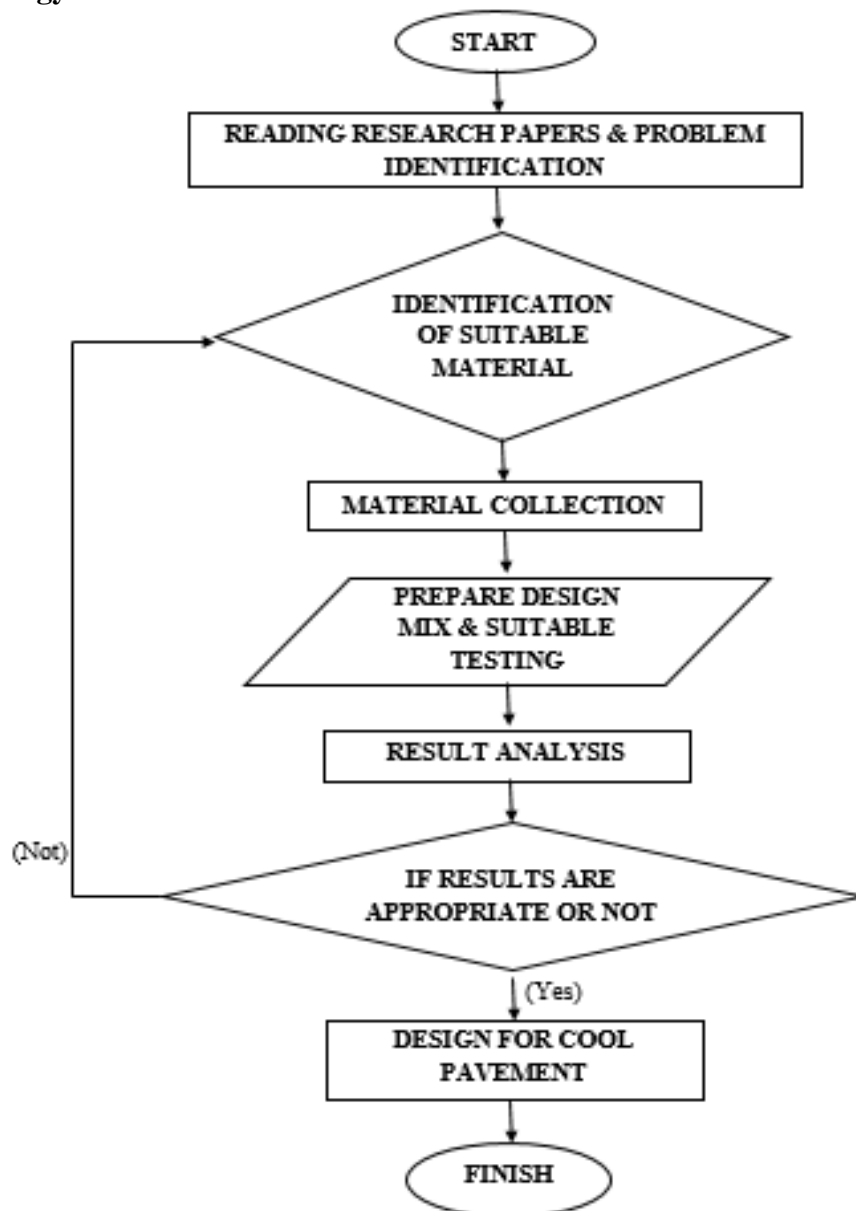 START
READING RESEARCH PAPERS & PROBLEM
IDENTIFICATION
IDENTIFICATION
OF SUITABLE
MATERIAL
MATERIAL COLLECTION
PREPARE DESIGN
MIX & SUITABLE
TESTING
RESULT ANALYSIS
(Not)
IF RESULTS ARE
APPROPRIATE OR NOT
(Yes)
DESIGN FOR COOL
PAVEMENT
FINISH